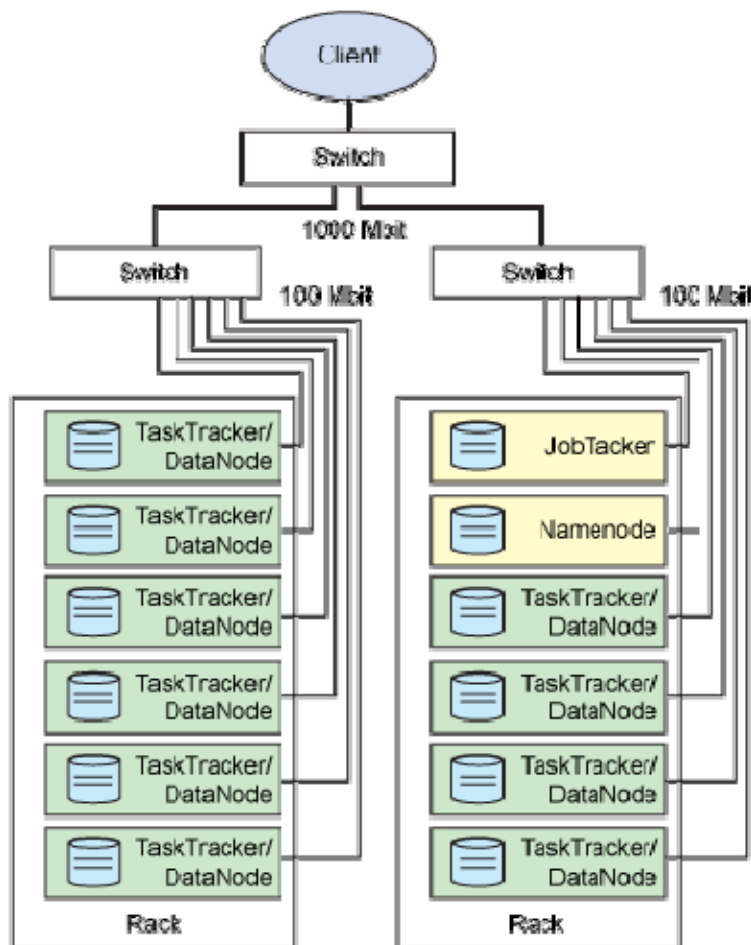 Client
Switch
1000 Mbit
Switch
Switch
100 Mbit
100 Mbit
TaskTracker/
DataNode
TaskTracker/
DataNode
TaskTracker/
DataNode
TaskTracker/
DataNode
TaskTracker/
DataNode
TaskTracker/
DataNode
Rack
JobTacker
Namenode
TaskTracker/
DataNode
TaskTracker/
DataNode
TaskTracker/
DataNode
TaskTracker/
DataNode
Rack